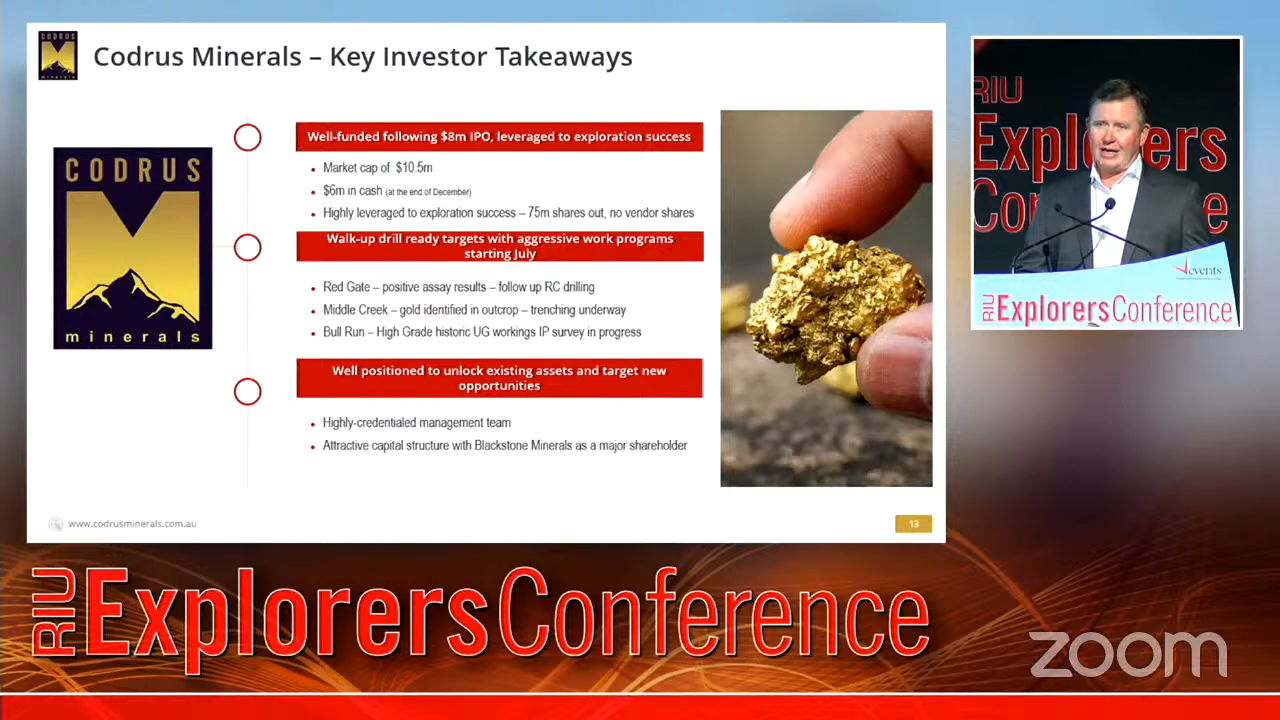 CODRUS
minerals
Codrus Minerals – Key Investor Takeaways
CODRUS
minerals
Well-funded following $8m IPO, leveraged to exploration success
Market cap of $10.5m
$6m in cash (at the end of December)
Highly leveraged to exploration success – 75m shares out, no vendor shares
Walk-up drill ready targets with aggressive work programs
starting July
Red Gate – positive assay results – follow up RC drilling
Middle Creek – gold identified in outcrop – trenching underway
Bull Run – High Grade historic UG workings IP survey in progress
Well positioned to unlock existing assets and target new
opportunities
Highly-credentialed management team
Attractive capital structure with Blackstone Minerals as a major shareholder
www.codrusminerals.com.au
13
RIU
Explorers
Co e
events
RIU ExplorersConference
RIU ExplorersConference
zoom